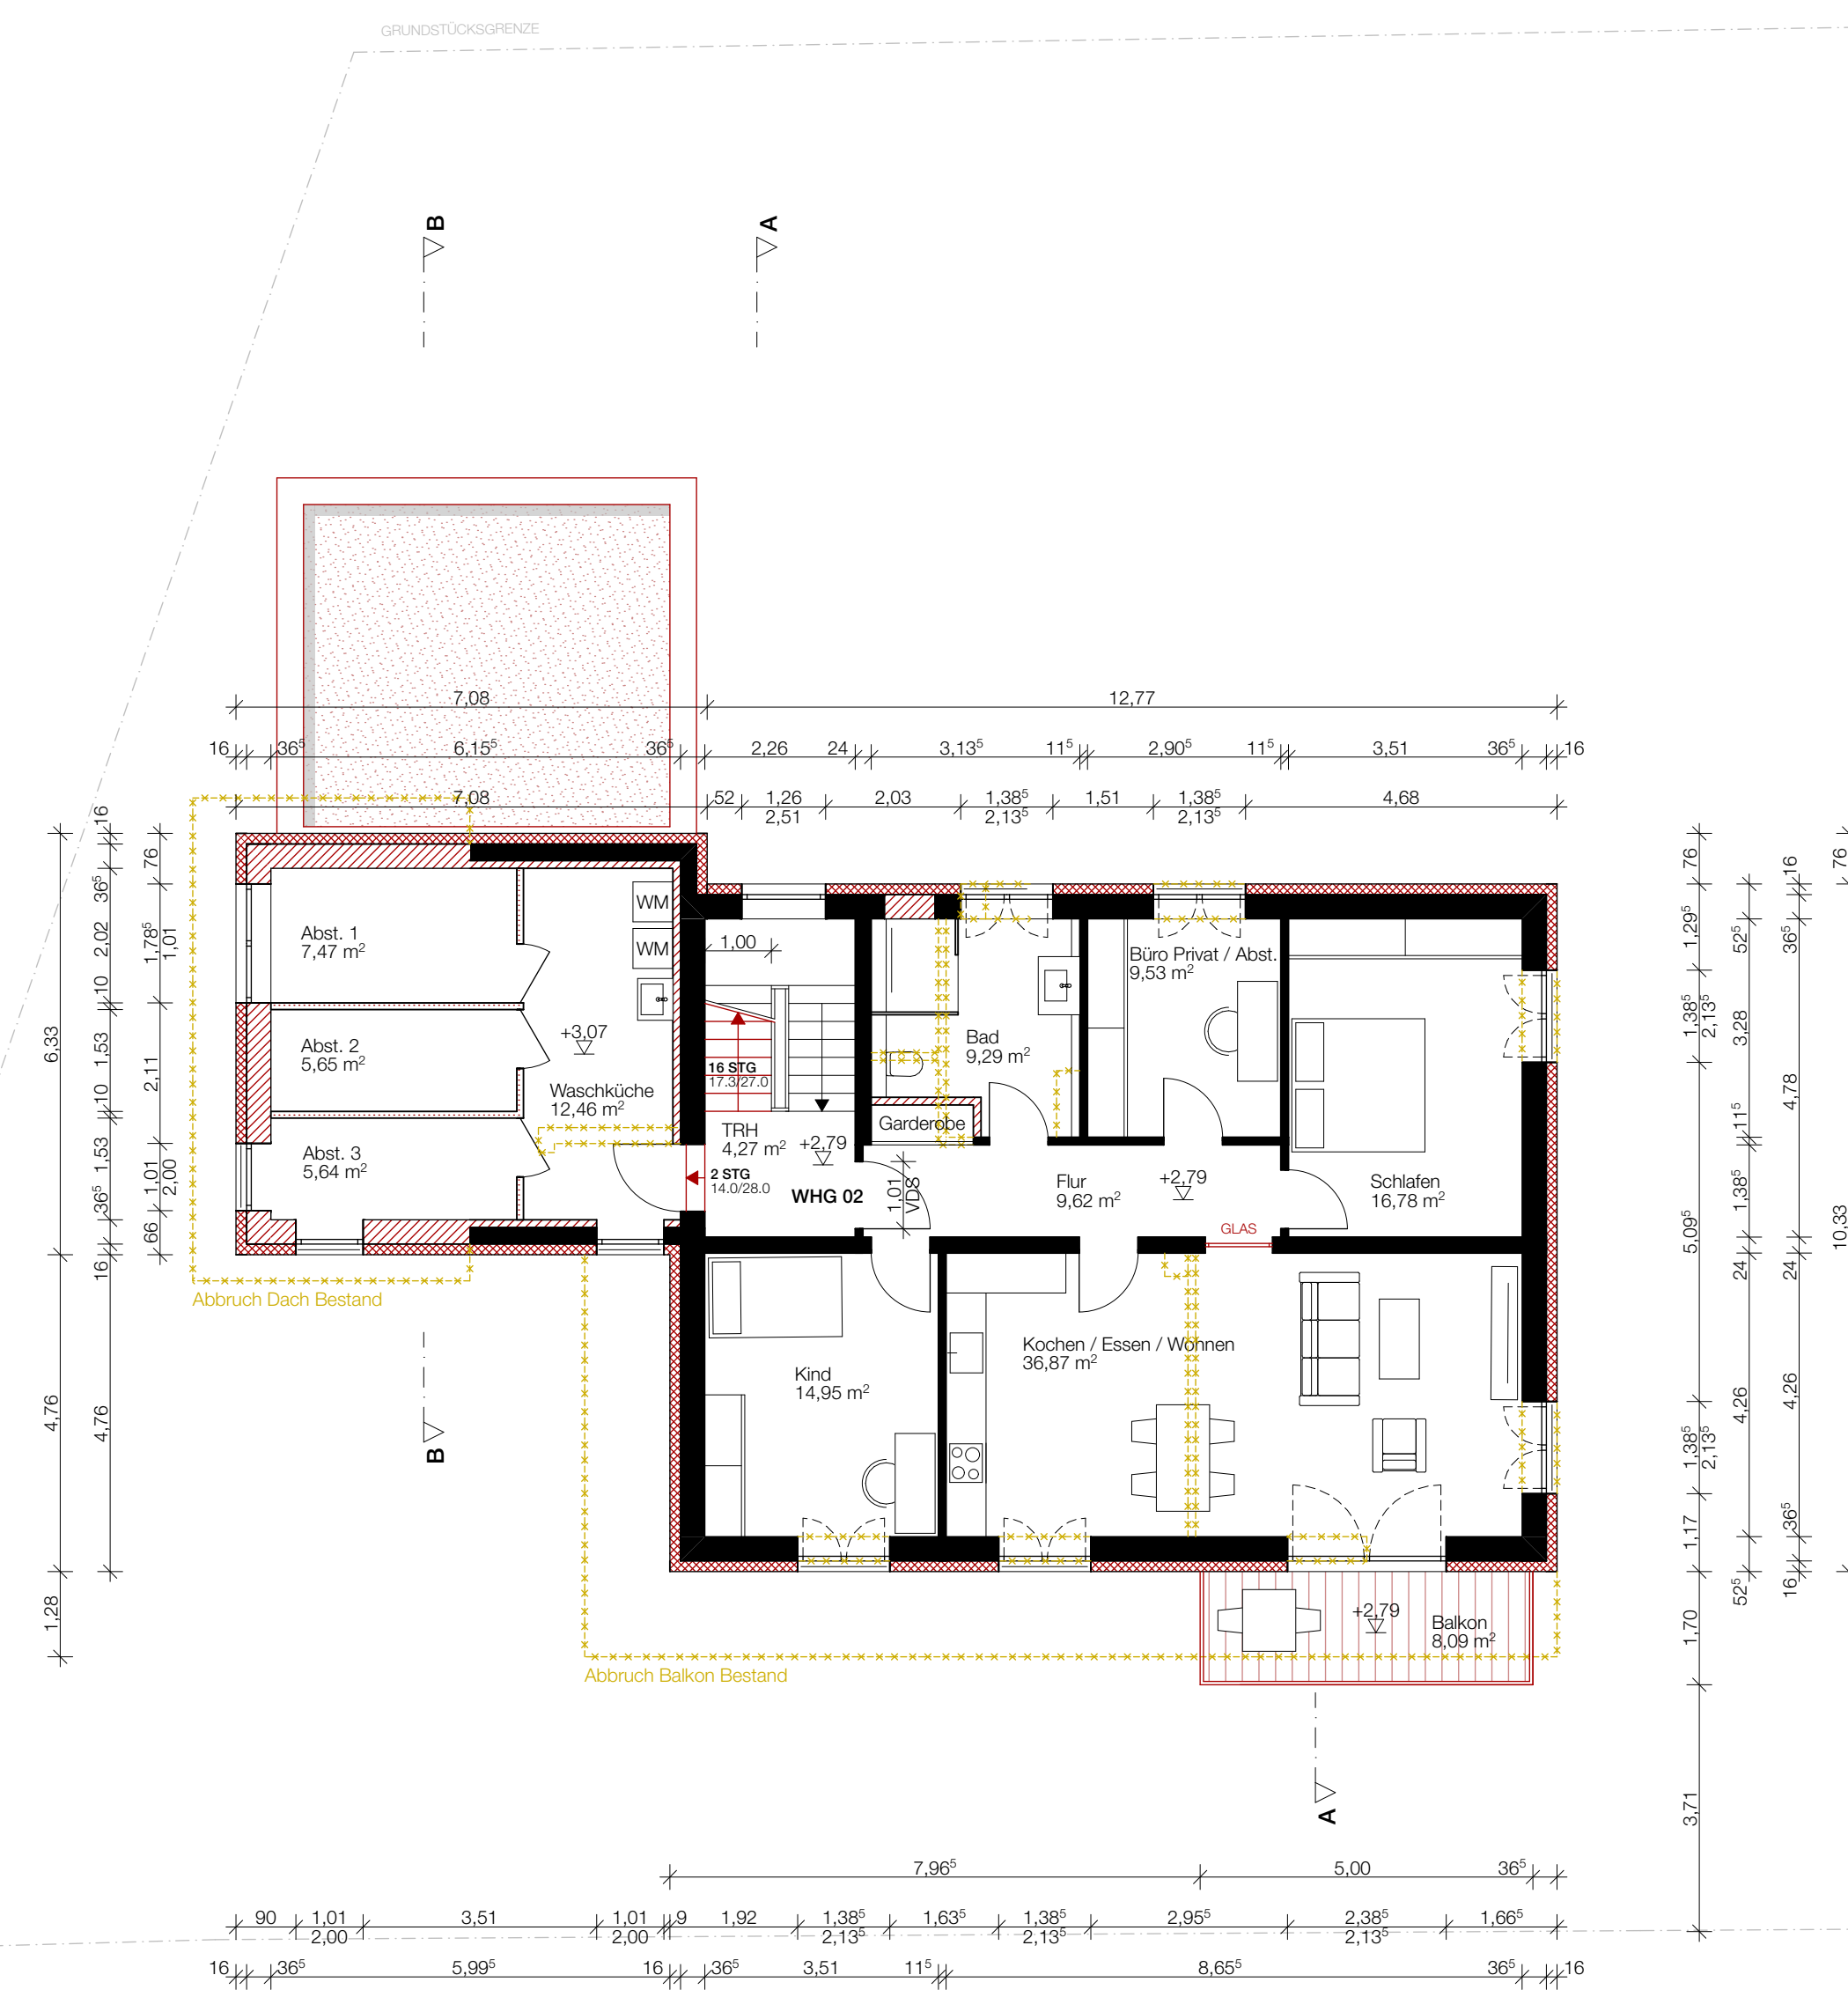 GRUNDSTÜCKSGRENZE
B
A
7,08
12,77
16
36⁵
6,15⁵
36⁵
2,26
24
3,13⁵
11⁵
2,90⁵
11⁵
3,51
36⁵
16
7,08
52
1,26
2,51
2,03
1,38⁵
2,13⁵
1,51
1,38⁵
2,13⁵
4,68
6,33
4,76
1,28
16
36⁵
2,02
10
1,53
10
1,53
36⁵
16
4,76
76
1,78⁵
1,01
2,11
1,01
2,00
66
Abst. 1
7,47 m²
Abst. 2
5,65 m²
Abst. 3
5,64 m²
WM
WM
+3,07
Waschküche
12,46 m²
1,00
16 STG
17.3/27.0
TRH
4,27 m²
+2,79
2 STG
14.0/28.0
WHG 02
1,01
VDS
Bad
9,29 m²
Garderobe
Büro Privat / Abst.
9,53 m²
Flur
9,62 m²
+2,79
GLAS
Schlafen
16,78 m²
Kind
14,95 m²
Kochen / Essen / Wohnen
36,87 m²
+2,79
Balkon
8,09 m²
Abbruch Dach Bestand
Abbruch Balkon Bestand
B
A
76
1,29⁵
1,38⁵
2,13⁵
5,09⁵
1,38⁵
2,13⁵
1,17
1,70
3,71
52⁵
3,28
11⁵
1,38⁵
24
4,26
52⁵
16
36⁵
4,78
24
4,26
36⁵
16
76
10,33
7,96⁵
5,00
36⁵
90
1,01
2,00
3,51
1,01
2,00
9
1,92
1,38⁵
2,13⁵
1,63⁵
1,38⁵
2,13⁵
2,95⁵
2,38⁵
2,13⁵
1,66⁵
16
36⁵
5,99⁵
16
36⁵
3,51
11⁵
8,65⁵
36⁵
16